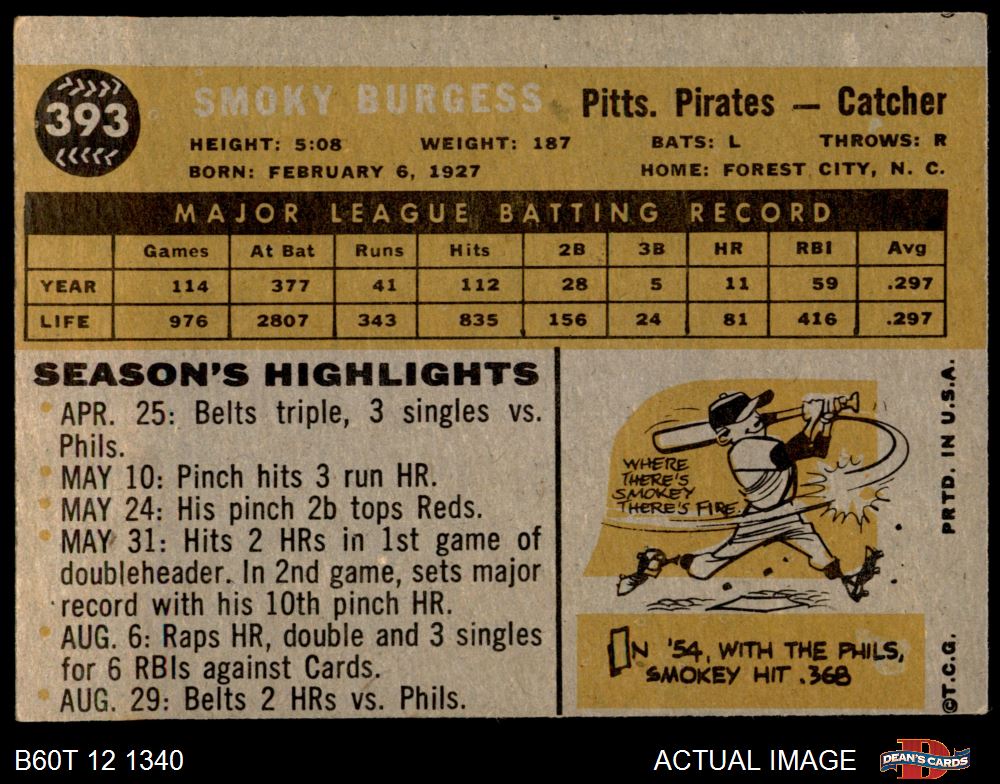 393
SMOKY BURGESS Pitts. Pirates — Catcher
HEIGHT: 5:08 WEIGHT: 187 BATS: L THROWS: R
BORN: FEBRUARY 6, 1927 HOME: FOREST CITY, N. C.
MAJOR LEAGUE BATTING RECORD
Games At Bat Runs Hits 2B 3B HR RBI Avg
YEAR 114 377 41 112 28 5 11 59 .297
LIFE 976 2807 343 835 156 24 81 416 .297
SEASON'S HIGHLIGHTS
APR. 25: Belts triple, 3 singles vs.
Phils.
MAY 10: Pinch hits 3 run HR.
MAY 24: His pinch 2b tops Reds.
MAY 31: Hits 2 HRs in 1st game of
doubleheader. In 2nd game, sets major
record with his 10th pinch HR.
AUG. 6: Raps HR, double and 3 singles
for 6 RBIs against Cards.
AUG. 29: Belts 2 HRs vs. Phils.
WHERE
THERE'S
SMOKEY
THERE'S FIRE.
IN '54, WITH THE PHILS,
SMOKEY HIT .368
©T.C.G. PRTD. IN U.S.A.
B60T 12 1340 ACTUAL IMAGE
D
DEAN'S CARDS